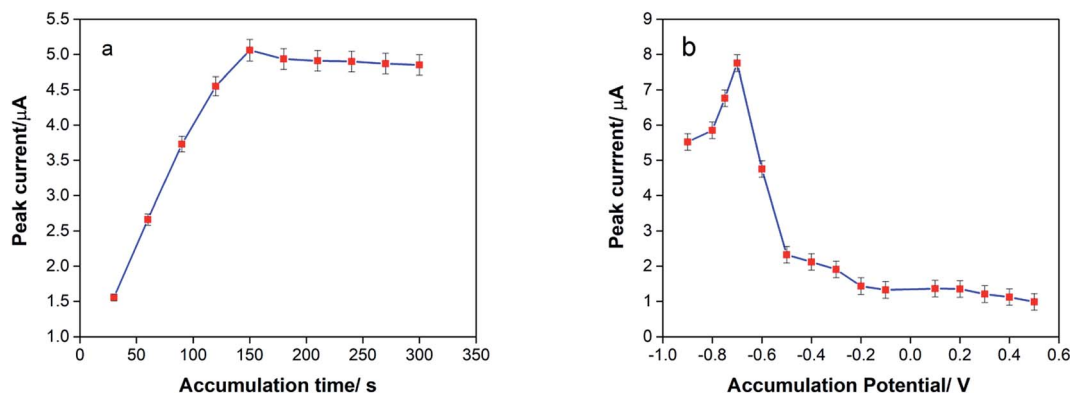 a
5.5
5.0
4.5
4.0
3.5
3.0
2.5
2.0
1.5
1.0
Peak current/μA
0 50 100 150 200 250 300 350
Accumulation time/ s
b
9
8
7
6
5
4
3
2
1
0
Peak currrent/ μA
-1.0 -0.8 -0.6 -0.4 -0.2 0.0 0.2 0.4 0.6
Accumulation Potential/ V